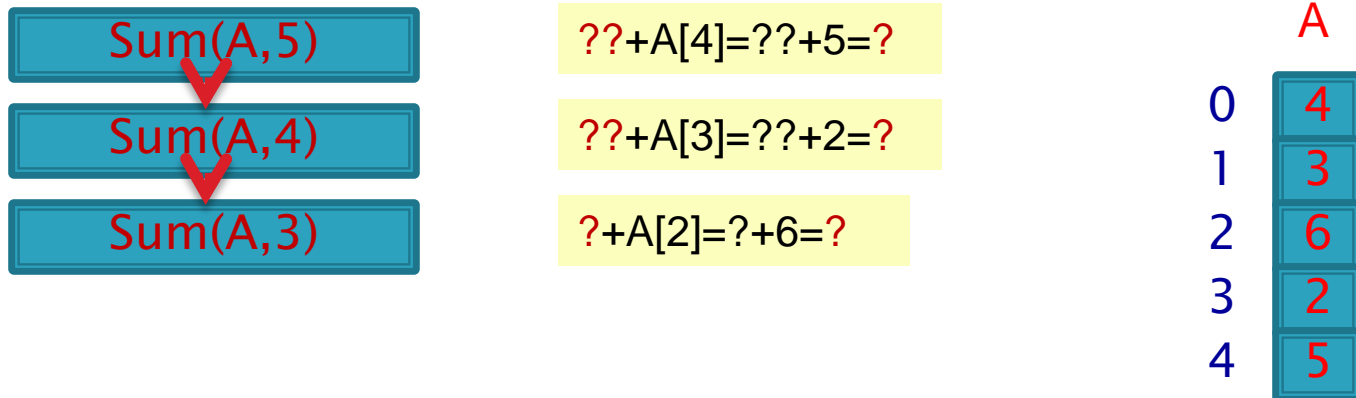 Sum(A,5)
??+A[4]=??+5=?
Sum(A,4)
??+A[3]=??+2=?
Sum(A,3)
?+A[2]=?+6=?
A
0 4
1 3
2 6
3 2
4 5